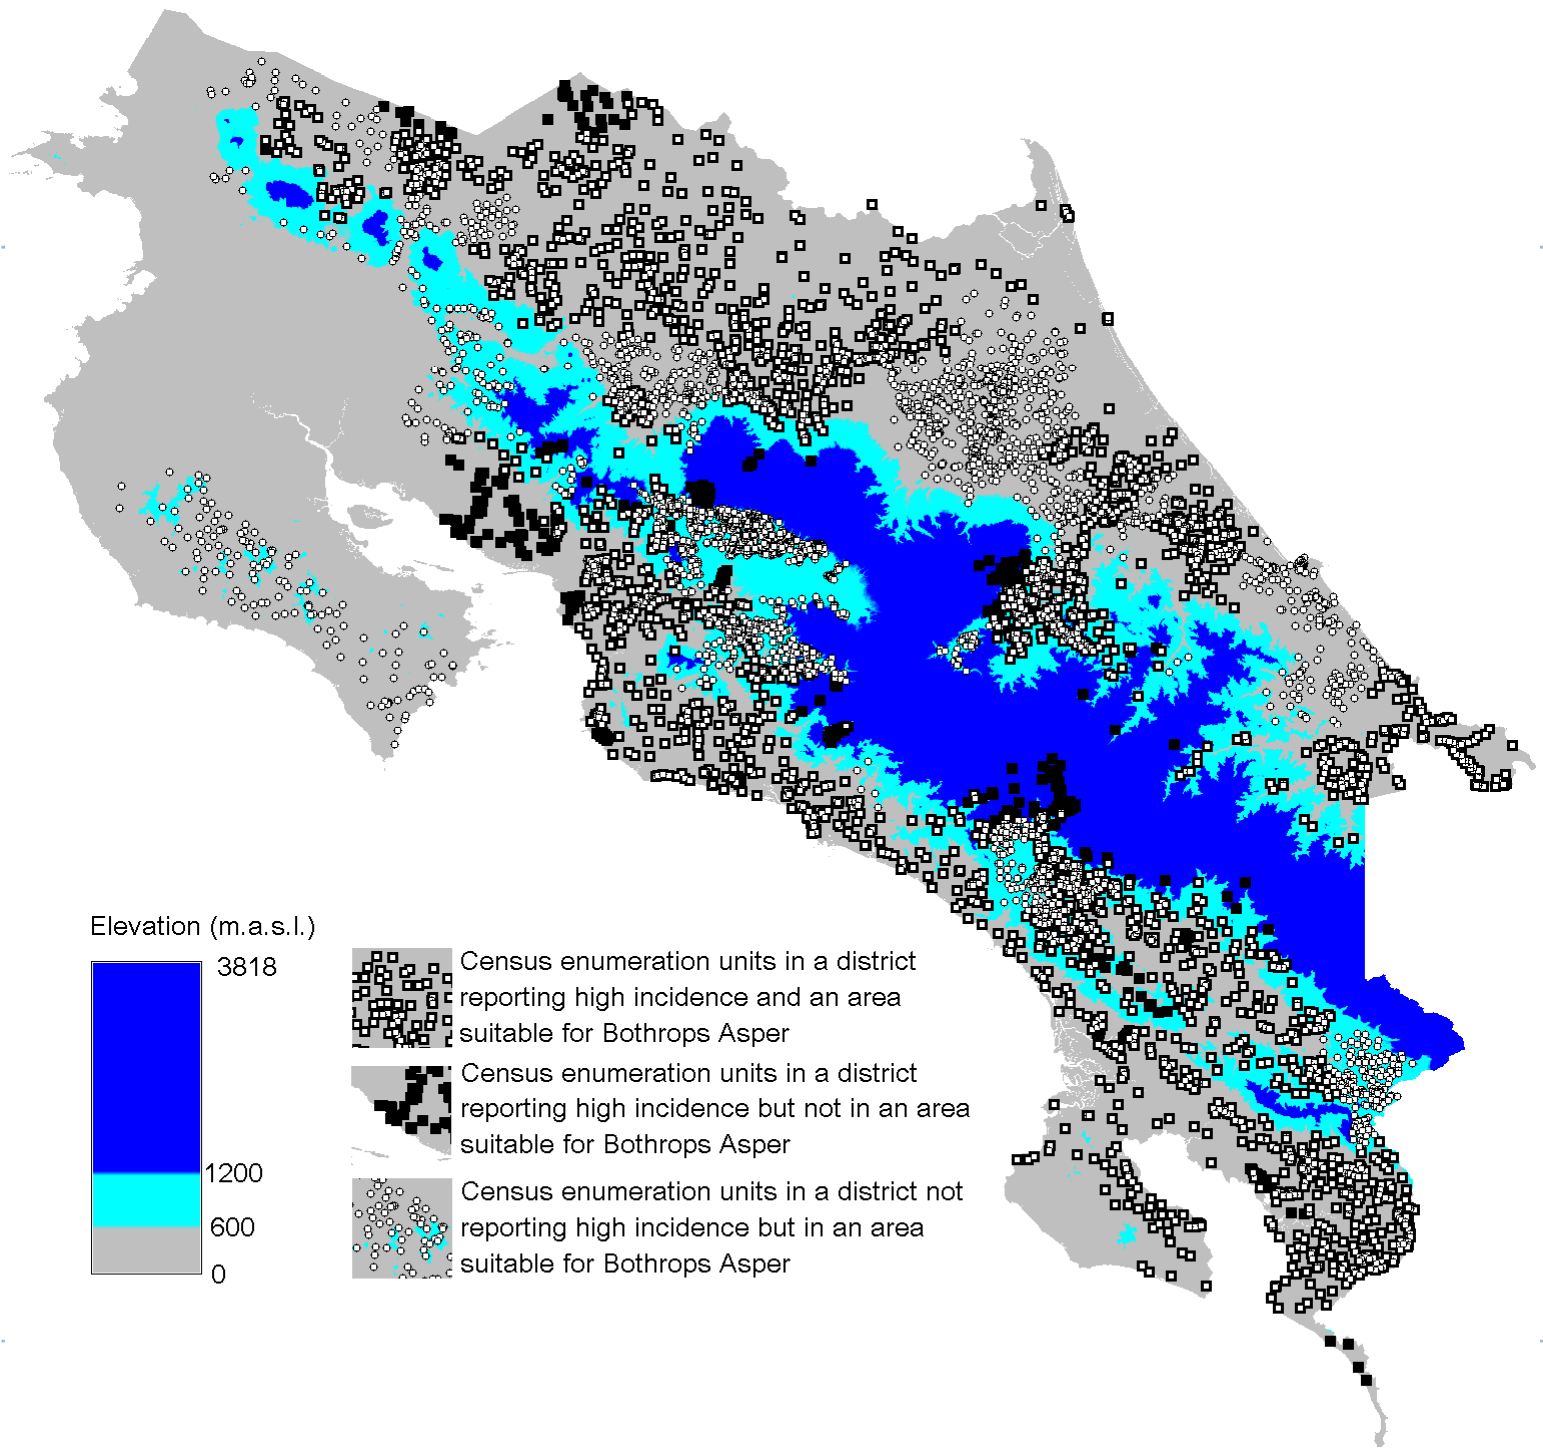 Elevation (m.a.s.l.)
3818
1200
600
0
Census enumeration units in a district
reporting high incidence and an area
suitable for Bothrops Asper
Census enumeration units in a district
reporting high incidence but not in an area
suitable for Bothrops Asper
Census enumeration units in a district not
reporting high incidence but in an area
suitable for Bothrops Asper